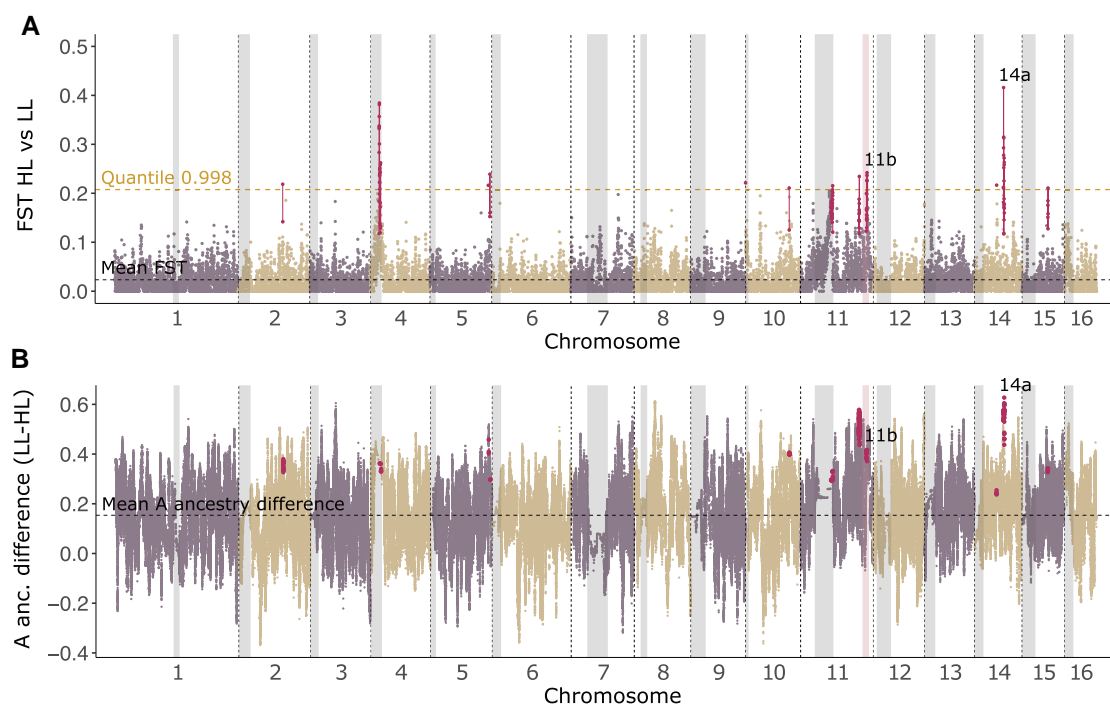 A
FST HL vs LL
0.5
0.4
0.3
0.2
0.1
0.0
14a
11b
Quantile 0.998
Mean FST
1 2 3 4 5 6 7 8 9 10 11 12 13 14 15 16
Chromosome
B
A anc. difference (LL-HL)
0.6
0.4
0.2
0.0
−0.2
−0.4
14a
11b
Mean A ancestry difference
1 2 3 4 5 6 7 8 9 10 11 12 13 14 15 16
Chromosome